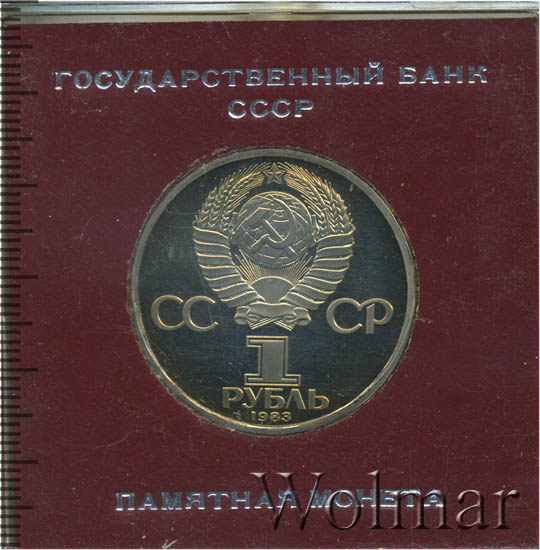 ГОСУДАРСТВЕННЫЙ БАНК
СССР
СС СР
1
РУБЛЬ
1983
ПАМЯТНАЯ МОНЕТА
Wolmar